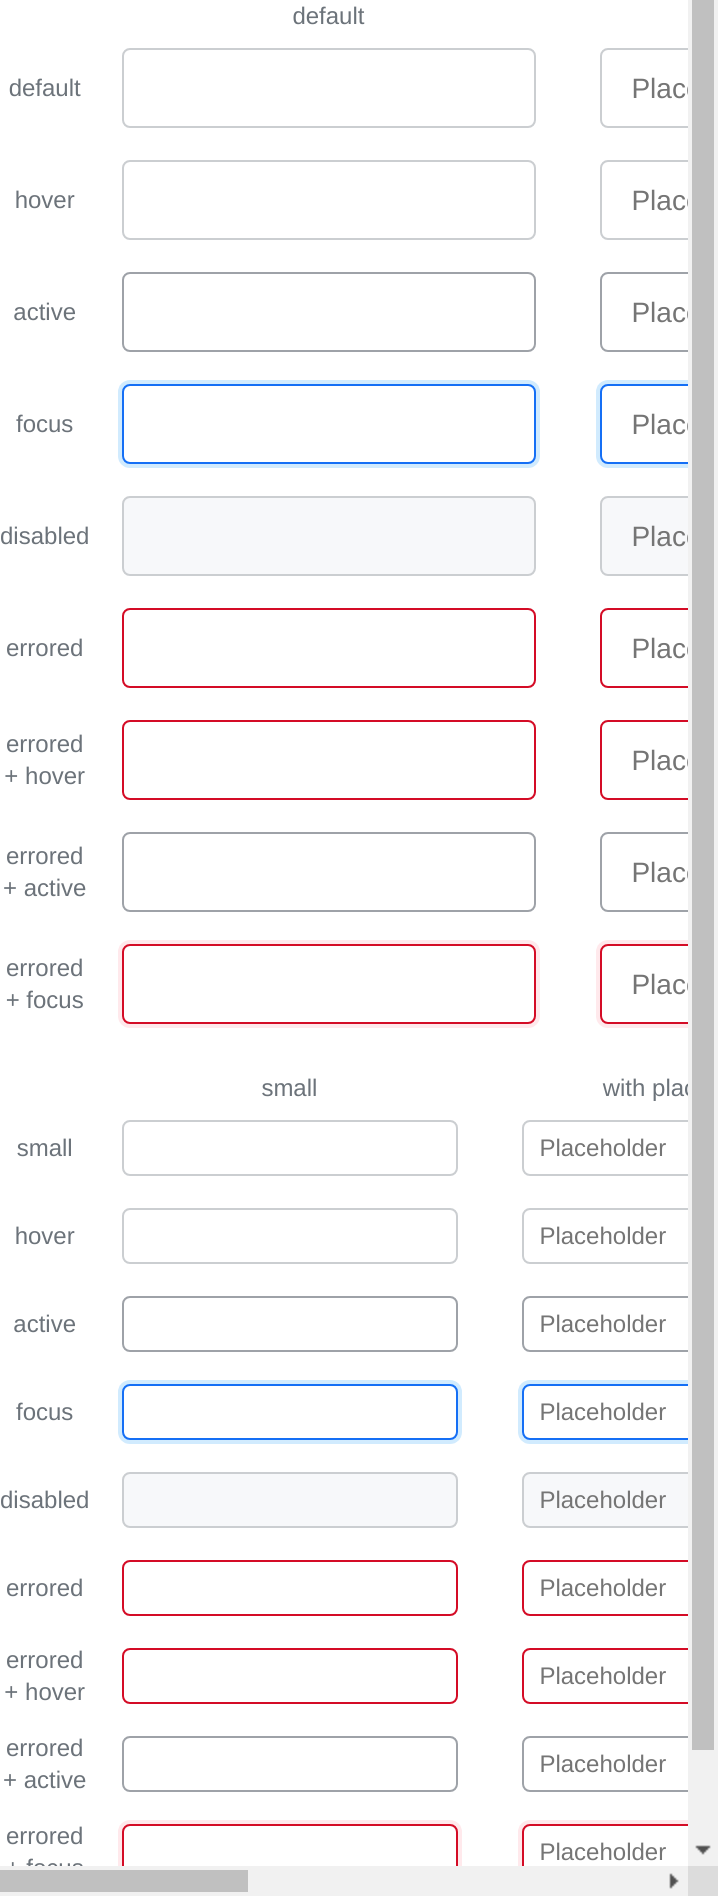 default
default
Plac
hover
Plac
active
Plac
focus
Plac
disabled
Plac
errored
Plac
errored
+ hover
Plac
errored
+ active
Plac
errored
+ focus
Plac
small
with plac
small
Placeholder
hover
Placeholder
active
Placeholder
focus
Placeholder
disabled
Placeholder
errored
Placeholder
errored
+ hover
Placeholder
errored
+ active
Placeholder
errored
+ focus
Placeholder